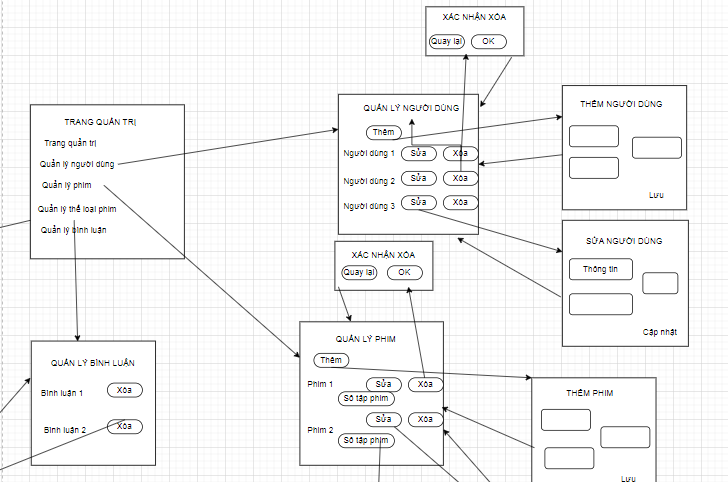 XÁC NHẬN XÓA
Quay lại
OK
TRANG QUẢN TRỊ
Trang quản trị
Quản lý người dùng
Quản lý phim
Quản lý thể loại phim
Quản lý bình luận
QUẢN LÝ NGƯỜI DÙNG
Thêm
Người dùng 1
Sửa
Xóa
Người dùng 2
Sửa
Xóa
Người dùng 3
Sửa
Xóa
THÊM NGƯỜI DÙNG
Lưu
SỬA NGƯỜI DÙNG
Thông tin
Cập nhật
XÁC NHẬN XÓA
Quay lại
OK
QUẢN LÝ BÌNH LUẬN
Bình luận 1
Xóa
Bình luận 2
Xóa
QUẢN LÝ PHIM
Thêm
Phim 1
Sửa
Xóa
Số tập phim
Phim 2
Sửa
Xóa
Số tập phim
THÊM PHIM
Lưu